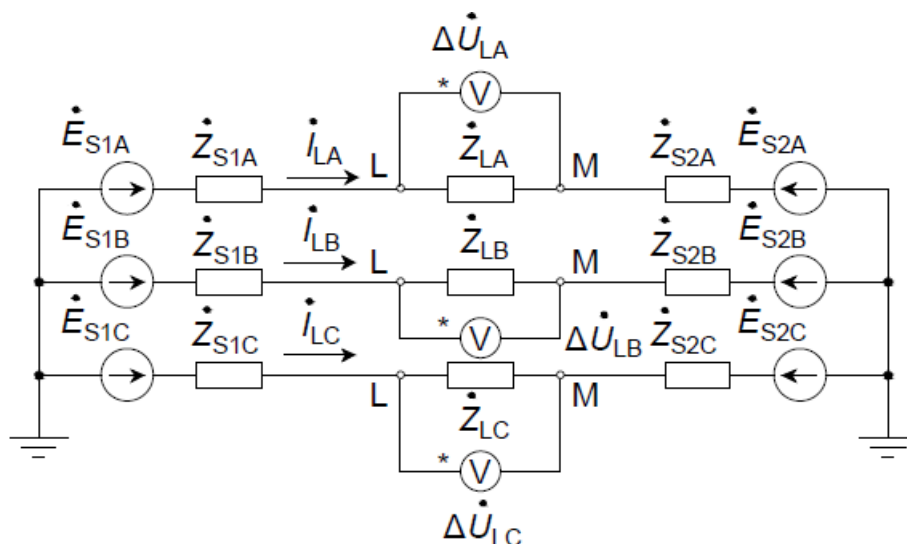 ΔU̇LA
* V
ĖS1A ŻS1A İLA L ŻLA M ŻS2A ĖS2A
ĖS1B ŻS1B İLB L ŻLB M ŻS2B ĖS2B
* V ΔU̇LB
ĖS1C ŻS1C İLC L ŻLC M ŻS2C ĖS2C
* V
ΔU̇LC